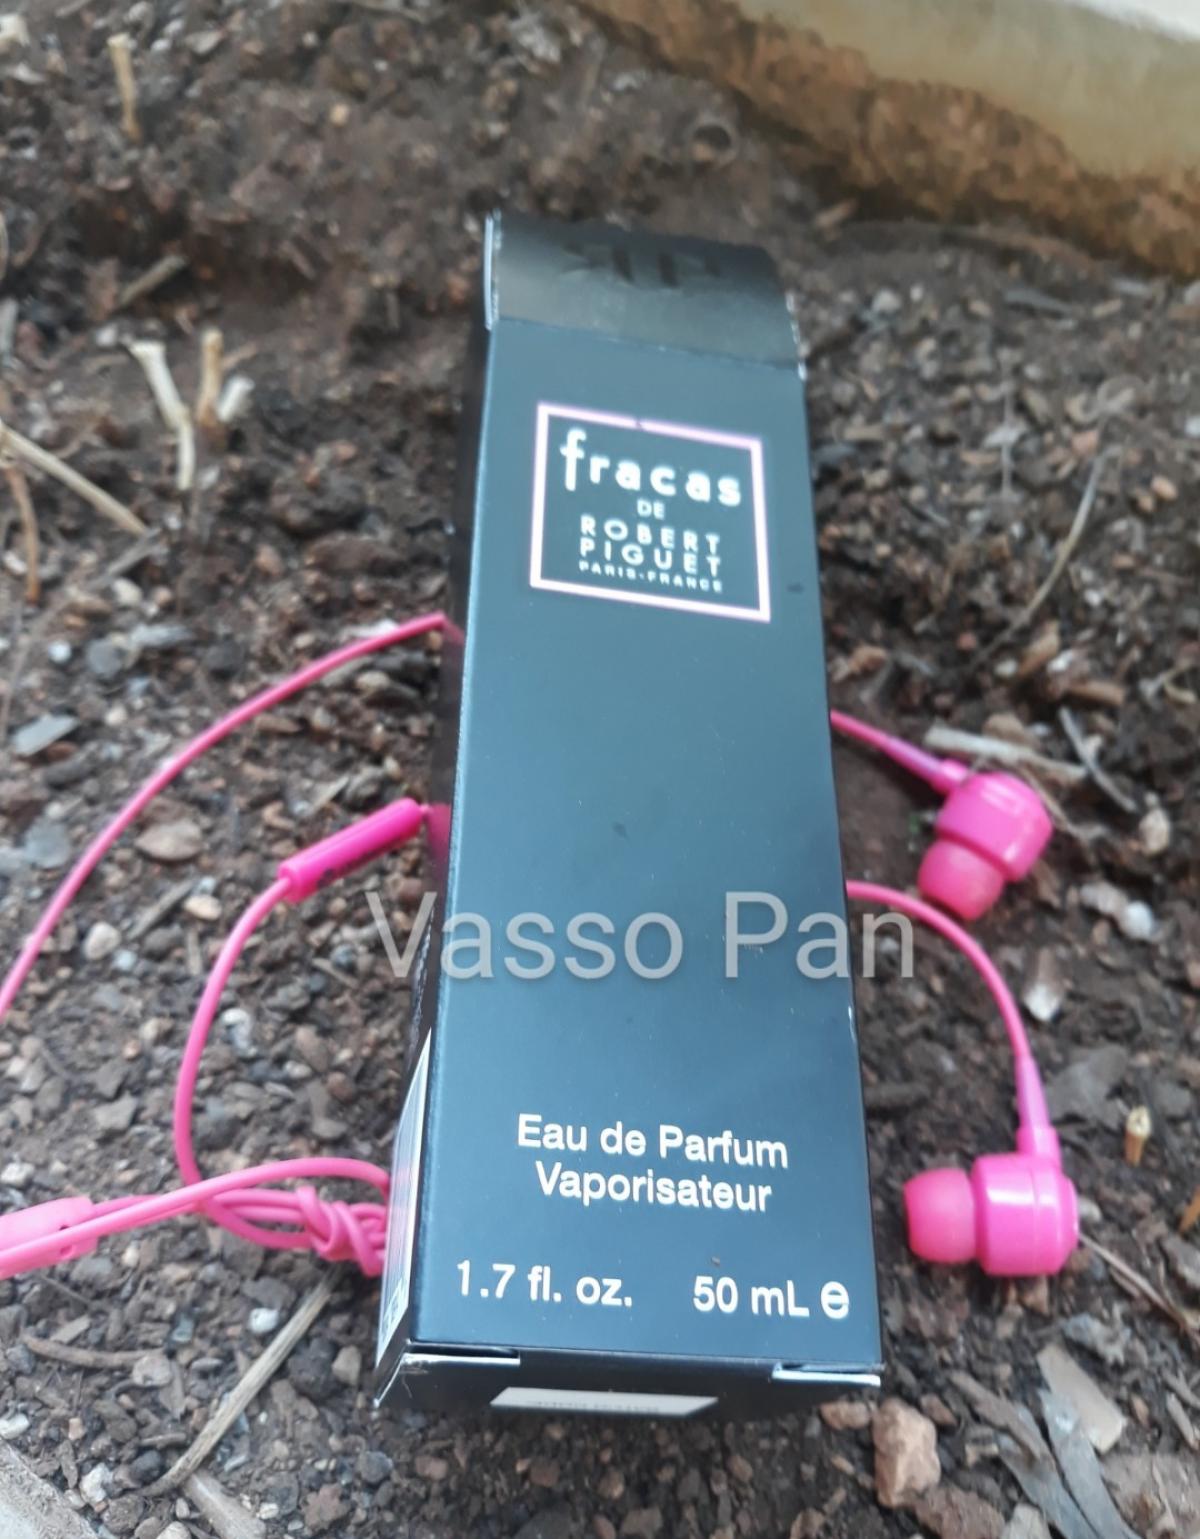 fracas
DE
ROBERT
PIGUET
PARIS-FRANCE
Vasso Pan
Eau de Parfum
Vaporisateur
1.7 fl. oz. 50 mL e